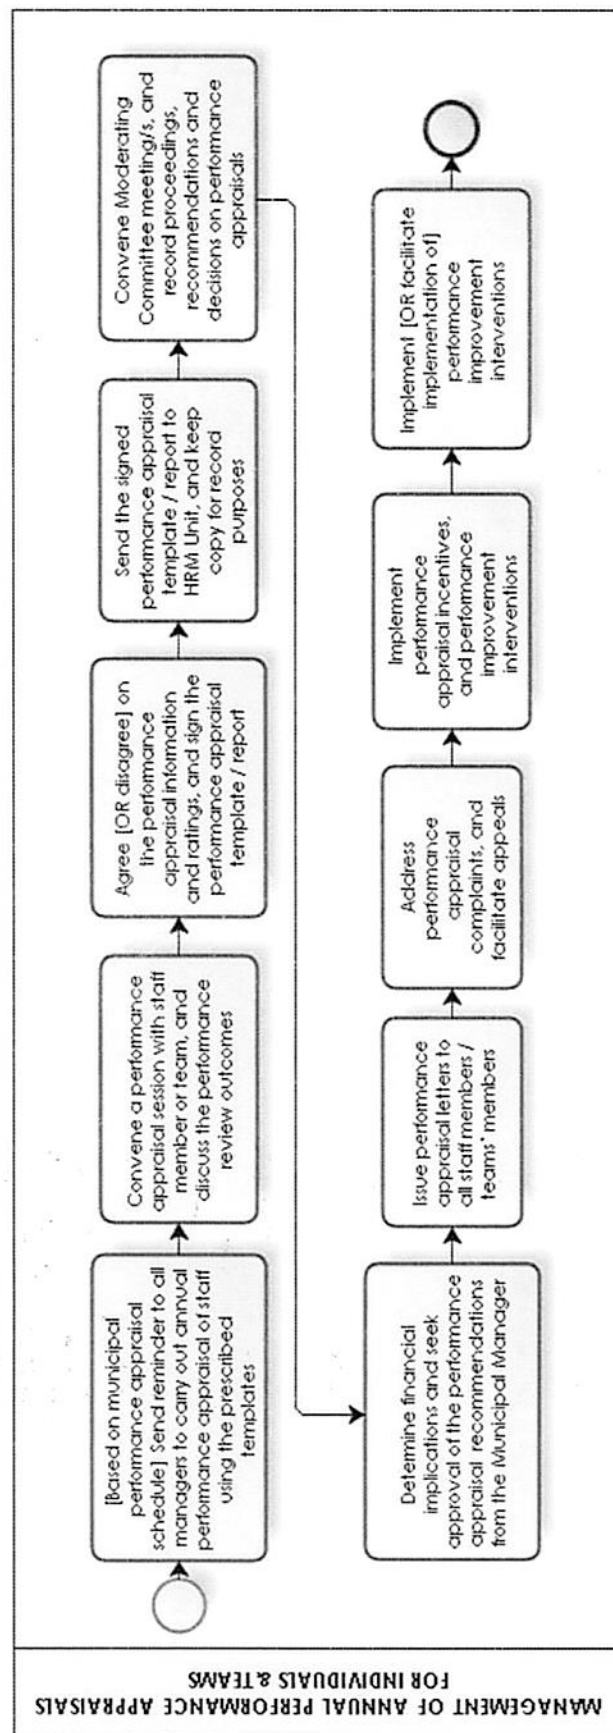 MANAGEMENT OF ANNUAL PERFORMANCE APPRAISALS
FOR INDIVIDUALS & TEAMS
[Based on municipal
performance appraisal
schedule] Send reminder to all
managers to carry out annual
performance appraisal of staff
using the prescribed
templates
Convene a performance
appraisal session with staff
member or team, and
discuss the performance
review outcomes
Agree [OR disagree] on
the performance
appraisal information
and ratings, and sign the
performance appraisal
template / report
Send the signed
performance appraisal
template / report to
HRM Unit, and keep
copy for record
purposes
Convene Moderating
Committee meeting/s, and
record proceedings,
recommendations and
decisions on performance
appraisals
Determine financial
implications and seek
approval of the performance
appraisal recommendations
from the Municipal Manager
Issue performance
appraisal letters to
all staff members /
teams' members
Address
performance
appraisal
complaints, and
facilitate appeals
Implement
performance
appraisal incentives,
and performance
improvement
interventions
Implement [OR facilitate
implementation of]
performance
improvement
interventions